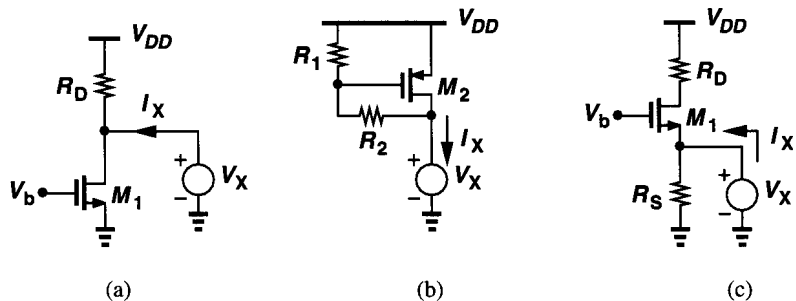 V_DD
R_D
I_X
V_b
M_1
+
−
V_X
(a)
V_DD
R_1
M_2
R_2
I_X
+
−
V_X
(b)
V_DD
R_D
V_b
M_1
I_X
R_S
+
−
V_X
(c)